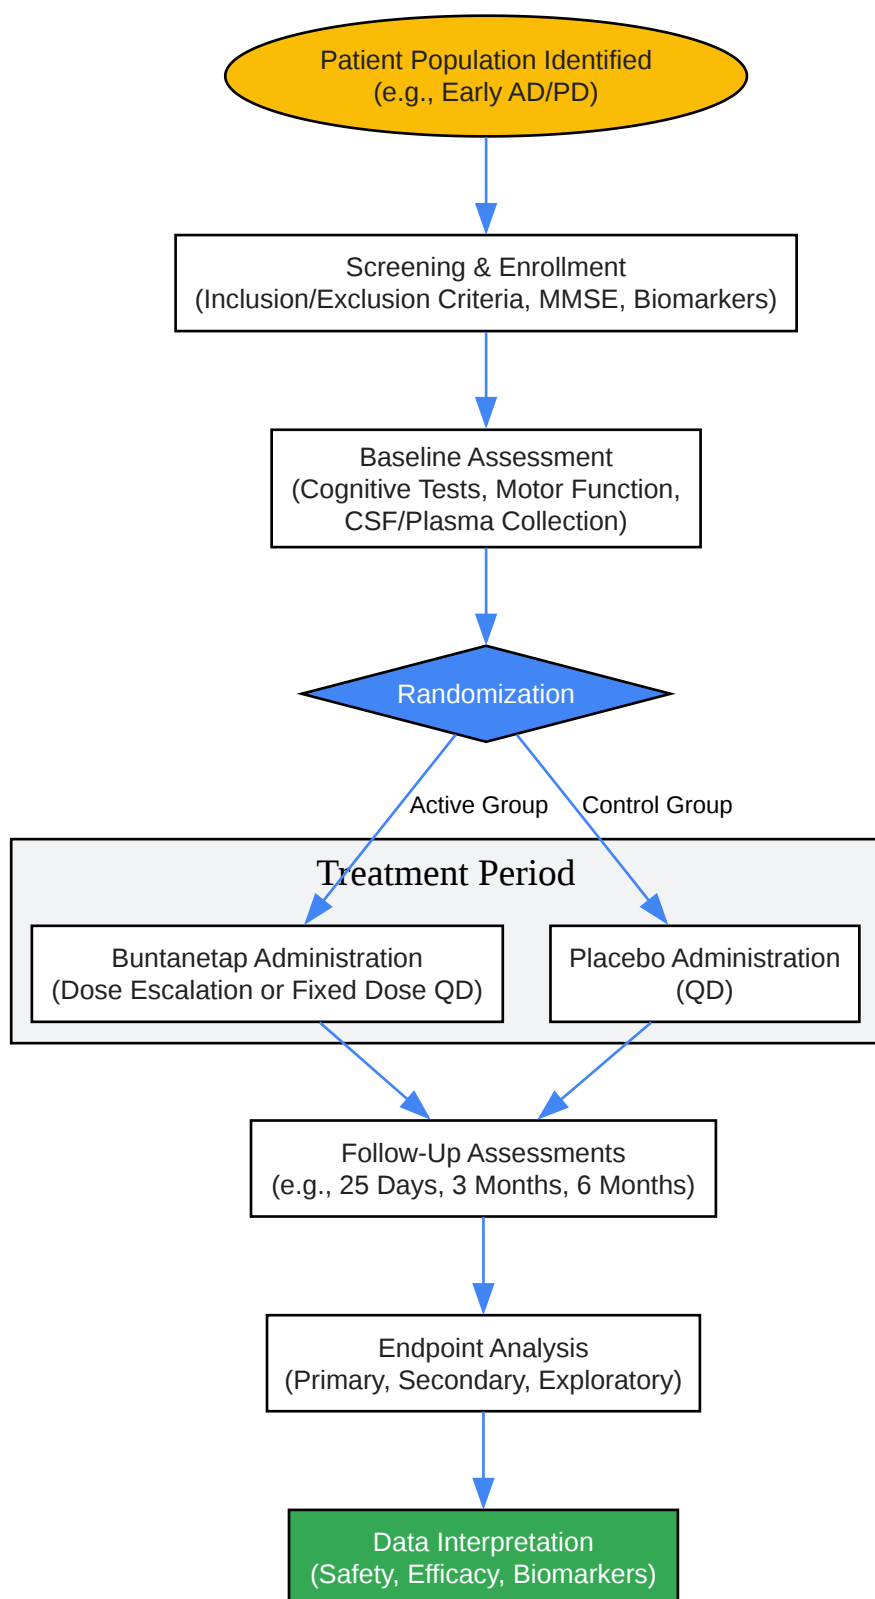 Patient Population Identified
(e.g., Early AD/PD)
Screening & Enrollment
(Inclusion/Exclusion Criteria, MMSE, Biomarkers)
Baseline Assessment
(Cognitive Tests, Motor Function,
CSF/Plasma Collection)
Randomization
Active Group
Control Group
Treatment Period
Buntanetap Administration
(Dose Escalation or Fixed Dose QD)
Placebo Administration
(QD)
Follow-Up Assessments
(e.g., 25 Days, 3 Months, 6 Months)
Endpoint Analysis
(Primary, Secondary, Exploratory)
Data Interpretation
(Safety, Efficacy, Biomarkers)